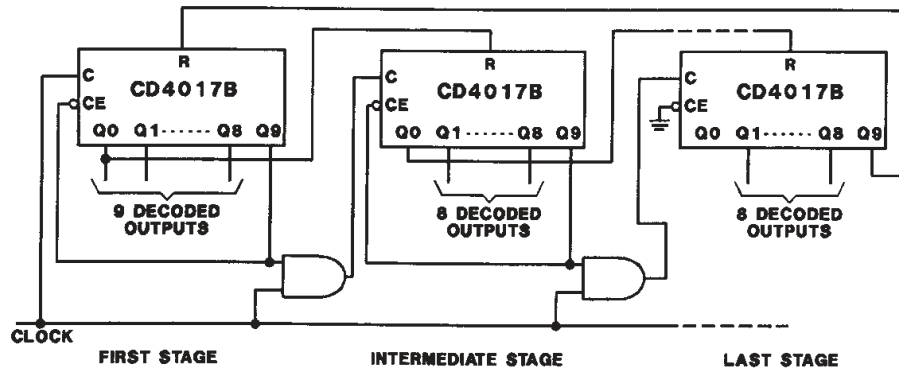 R R R
C CD4017B C CD4017B C CD4017B
CE CE CE
Q0 Q1 ······ Q8 Q9 Q0 Q1 ······ Q8 Q9 Q0 Q1 ······ Q8 Q9
9 DECODED OUTPUTS
8 DECODED OUTPUTS
8 DECODED OUTPUTS
CLOCK
FIRST STAGE INTERMEDIATE STAGE LAST STAGE